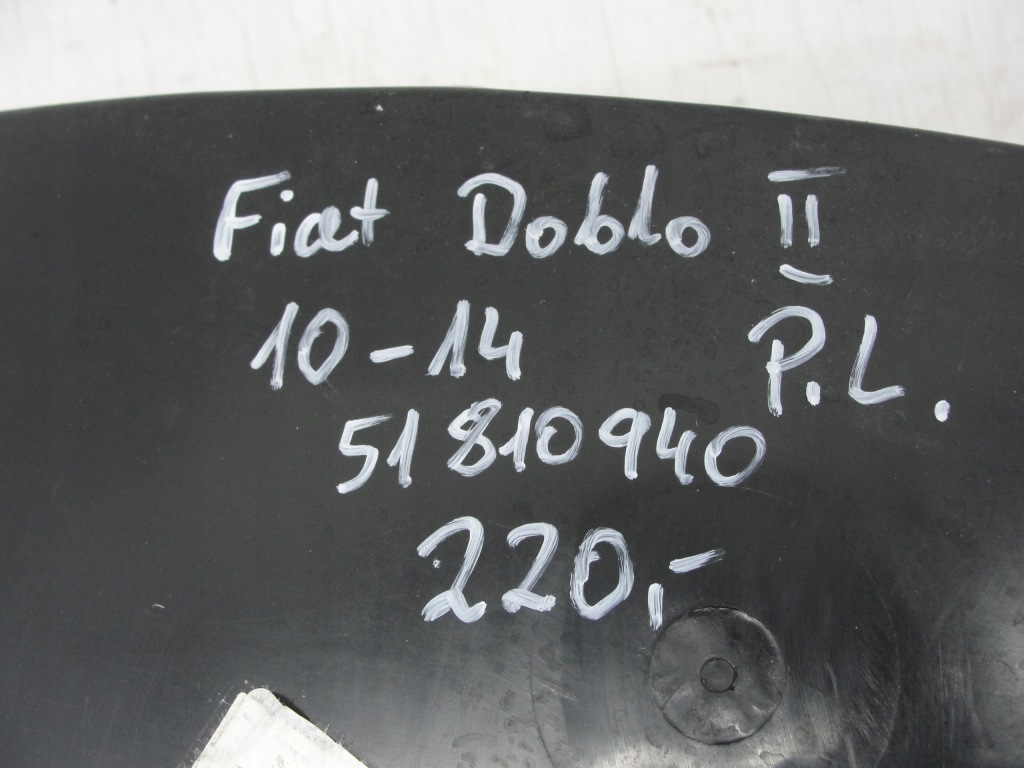 Fiat Doblo II
10-14 P.L.
51810940
220,-